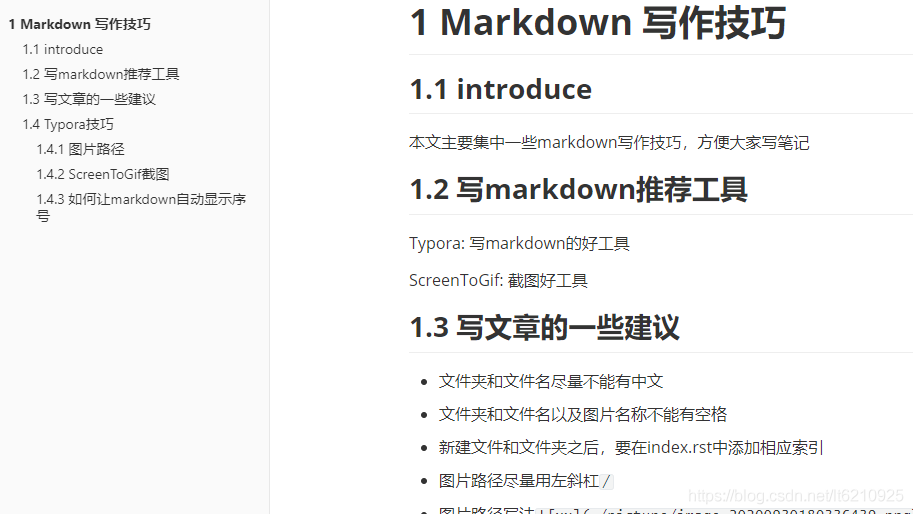 1 Markdown 写作技巧
1.1 introduce
1.2 写markdown推荐工具
1.3 写文章的一些建议
1.4 Typora技巧
1.4.1 图片路径
1.4.2 ScreenToGif截图
1.4.3 如何让markdown自动显示序
号
1 Markdown 写作技巧
1.1 introduce
本文主要集中一些markdown写作技巧，方便大家写笔记
1.2 写markdown推荐工具
Typora: 写markdown的好工具
ScreenToGif: 截图好工具
1.3 写文章的一些建议
文件夹和文件名尽量不能有中文
文件夹和文件名以及图片名称不能有空格
新建文件和文件夹之后，要在index.rst中添加相应索引
图片路径尽量用左斜杠/
图片路径写法
https://blog.csdn.net/lt6210925